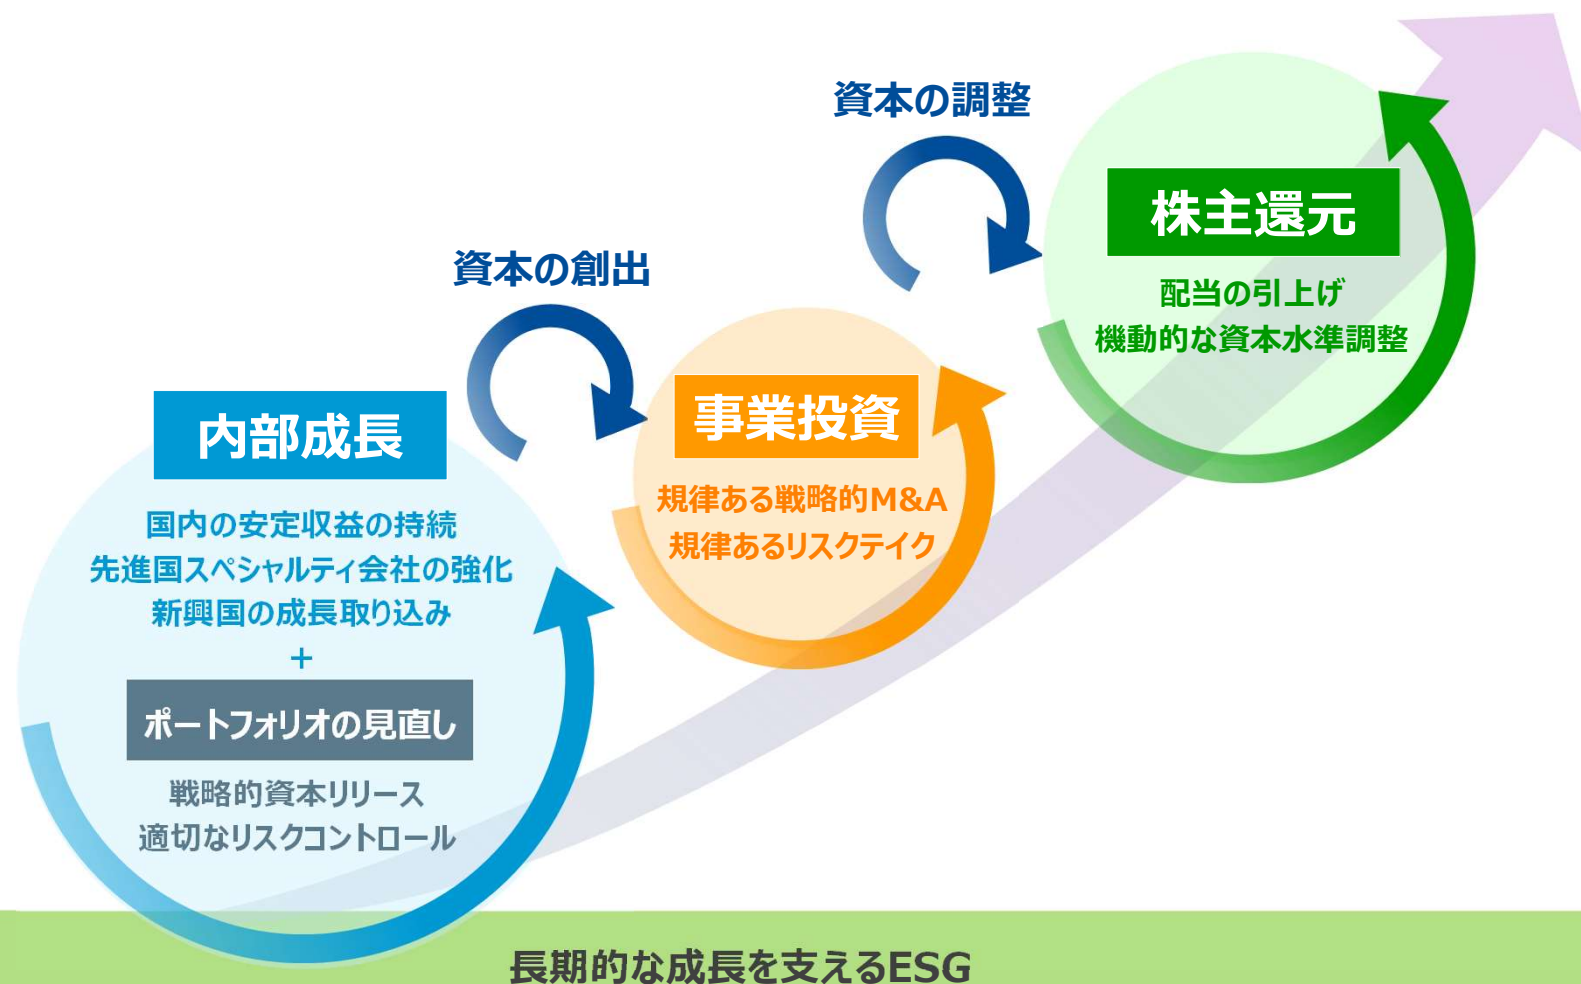 内部成長
国内の安定収益の持続
先進国スペシャルティ会社の強化
新興国の成長取り込み
+
ポートフォリオの見直し
戦略的資本リリース
適切なリスクコントロール
資本の創出
事業投資
規律ある戦略的M&A
規律あるリスクテイク
資本の調整
株主還元
配当の引上げ
機動的な資本水準調整
長期的な成長を支えるESG